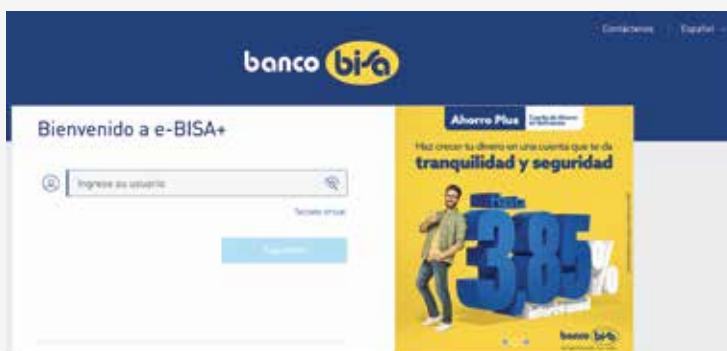 Contáctenos Español
banco bisa
Bienvenido a e-BISA+
Ingrese su usuario
Teclado virtual
Siguiente
Ahorro Plus
Haz crecer tu dinero en una cuenta que te da
tranquilidad y seguridad
3,85%
banco bisa